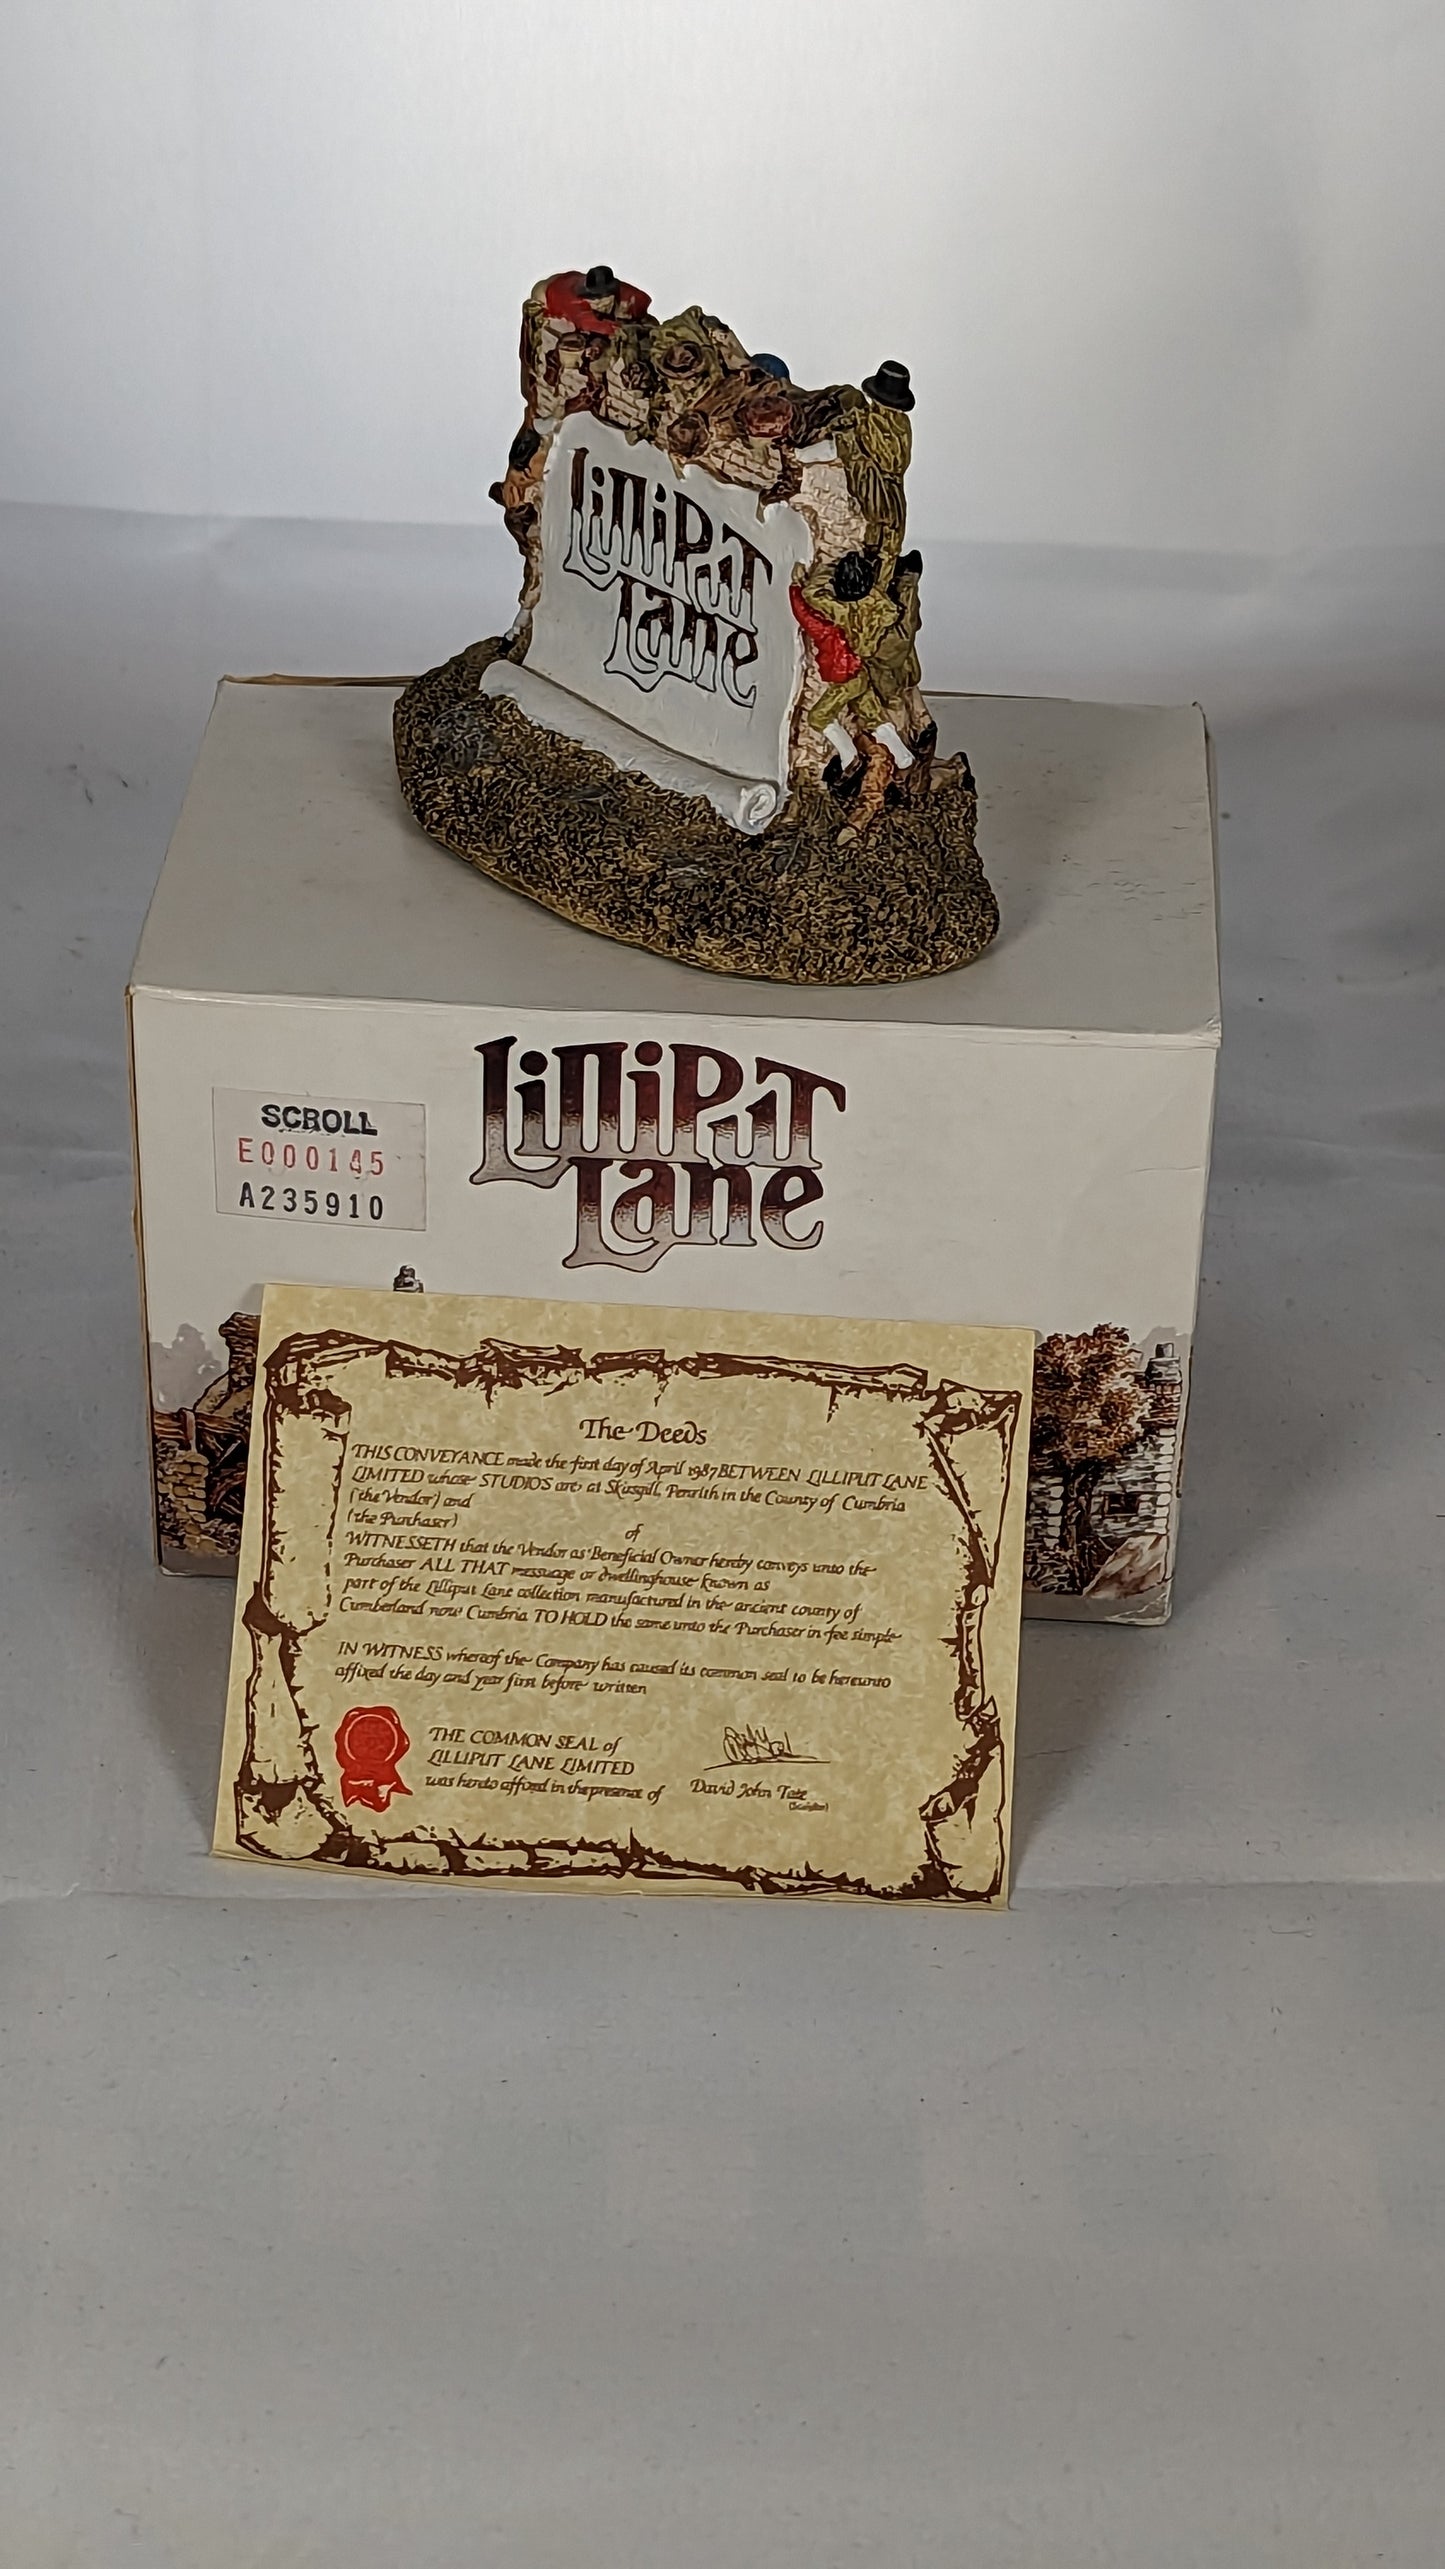 LilliPuT
Lane
LilliPuT
Lane
SCROLL
E000145
A235910
The Deeds
THIS CONVEYANCE made the first day of April 1987 BETWEEN LILLIPUT LANE
LIMITED whose STUDIOS are at Skirsgill, Penrith in the County of Cumbria
(the Vendor) and
(the Purchaser) of
WITNESSETH that the Vendor as Beneficial Owner hereby conveys unto the
Purchaser ALL THAT messuage or dwellinghouse known as
part of the Lilliput Lane collection manufactured in the ancient county of
Cumberland now Cumbria TO HOLD the same unto the Purchaser in fee simple
IN WITNESS whereof the Company has caused its common seal to be hereunto
affixed the day and year first before written
THE COMMON SEAL of
LILLIPUT LANE LIMITED
was hereto affixed in the presence of
David John Tate
(Sculptor)